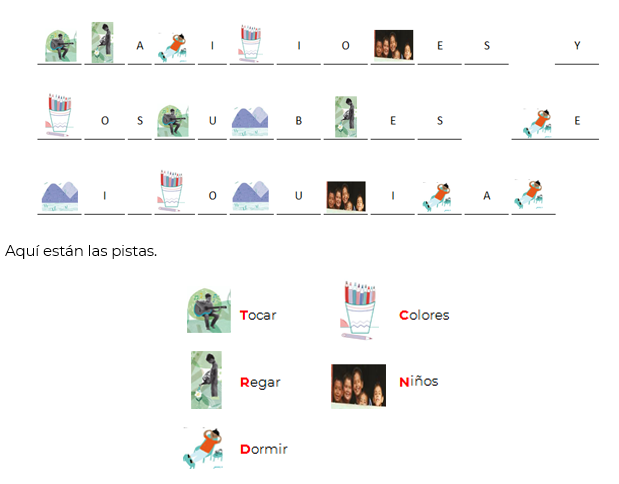 A I I O E S Y
O S U B E S E
I O U I A
Aquí están las pistas.
Tocar Colores
Regar Niños
Dormir